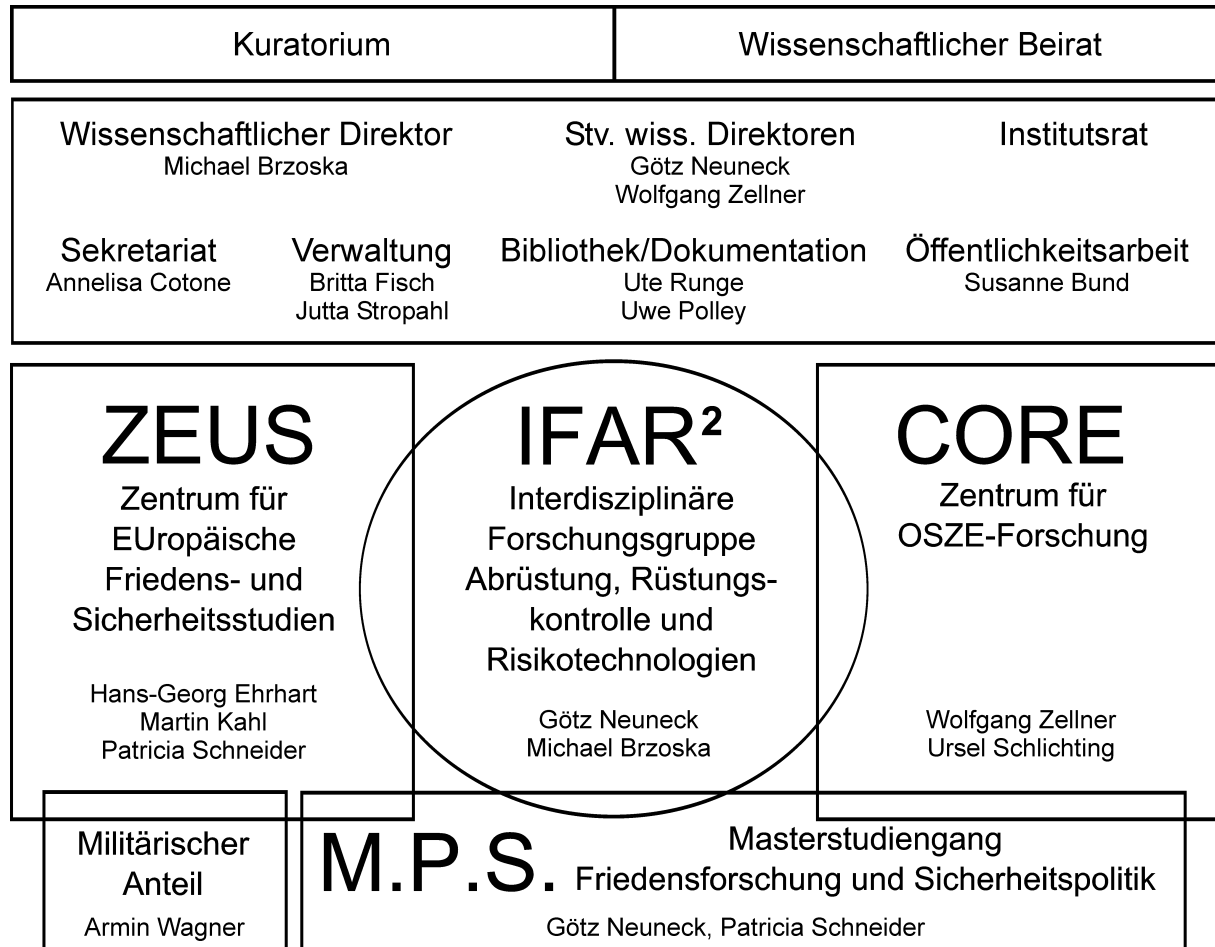 Kuratorium
Wissenschaftlicher Beirat
Wissenschaftlicher Direktor
Michael Brzoska
Stv. wiss. Direktoren
Götz Neuneck
Wolfgang Zellner
Institutsrat
Sekretariat
Annelisa Cotone
Verwaltung
Britta Fisch
Jutta Stropahl
Bibliothek/Dokumentation
Ute Runge
Uwe Polley
Öffentlichkeitsarbeit
Susanne Bund
ZEUS
Zentrum für
EUropäische
Friedens- und
Sicherheitsstudien
Hans-Georg Ehrhart
Martin Kahl
Patricia Schneider
IFAR²
Interdisziplinäre
Forschungsgruppe
Abrüstung, Rüstungs-
kontrolle und
Risikotechnologien
Götz Neuneck
Michael Brzoska
CORE
Zentrum für
OSZE-Forschung
Wolfgang Zellner
Ursel Schlichting
Militärischer
Anteil
Armin Wagner
M.P.S.
Masterstudiengang
Friedensforschung und Sicherheitspolitik
Götz Neuneck, Patricia Schneider